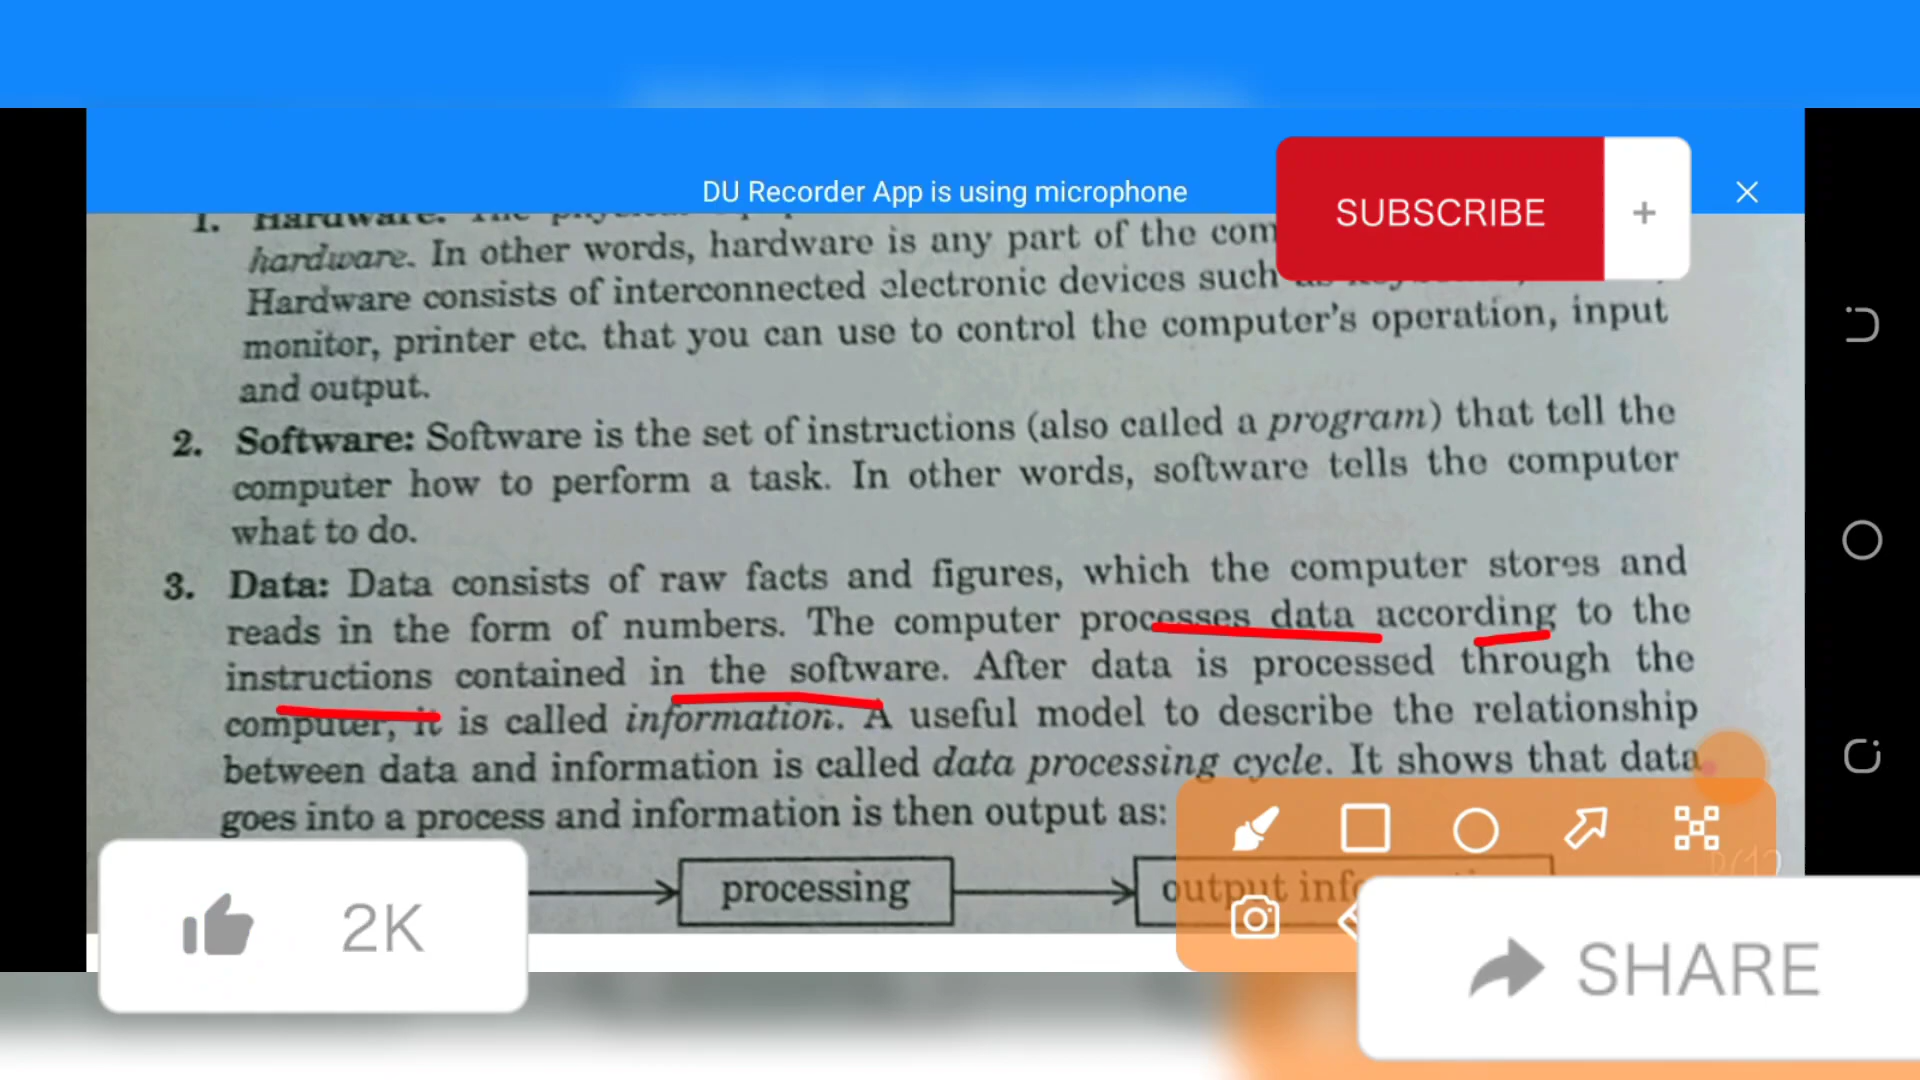 DU Recorder App is using microphone
SUBSCRIBE +
1. Hardware: The
hardware. In other words, hardware is any part of the com
Hardware consists of interconnected electronic devices such
monitor, printer etc. that you can use to control the computer's operation, input
and output.
2. Software: Software is the set of instructions (also called a program) that tell the
computer how to perform a task. In other words, software tells the computer
what to do.
3. Data: Data consists of raw facts and figures, which the computer stores and
reads in the form of numbers. The computer processes data according to the
instructions contained in the software. After data is processed through the
computer, it is called information. A useful model to describe the relationship
between data and information is called data processing cycle. It shows that data
goes into a process and information is then output as:
processing
output
2K
SHARE